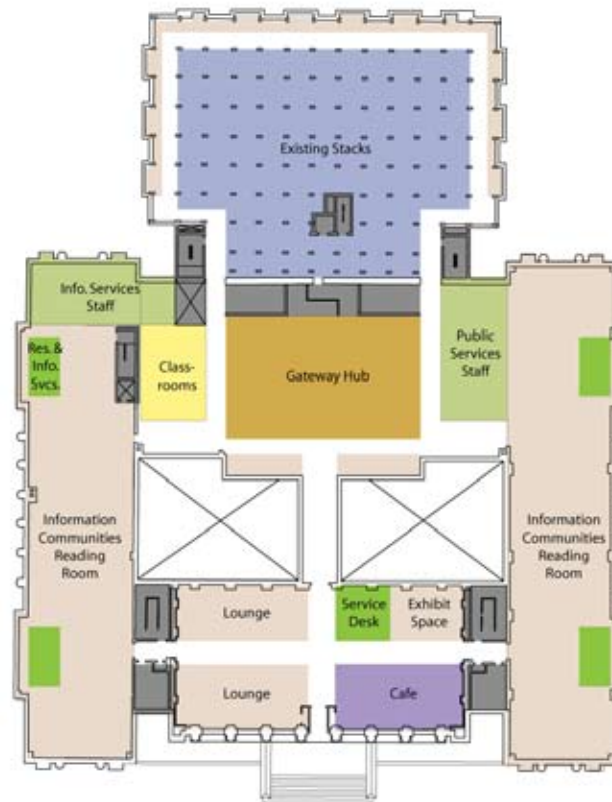 Existing Stacks
Info. Services
Staff
Res. &
Info.
Svcs.
Class-
rooms
Gateway Hub
Public
Services
Staff
Information
Communities
Reading
Room
Information
Communities
Reading
Room
Lounge
Service
Desk
Exhibit
Space
Lounge
Cafe